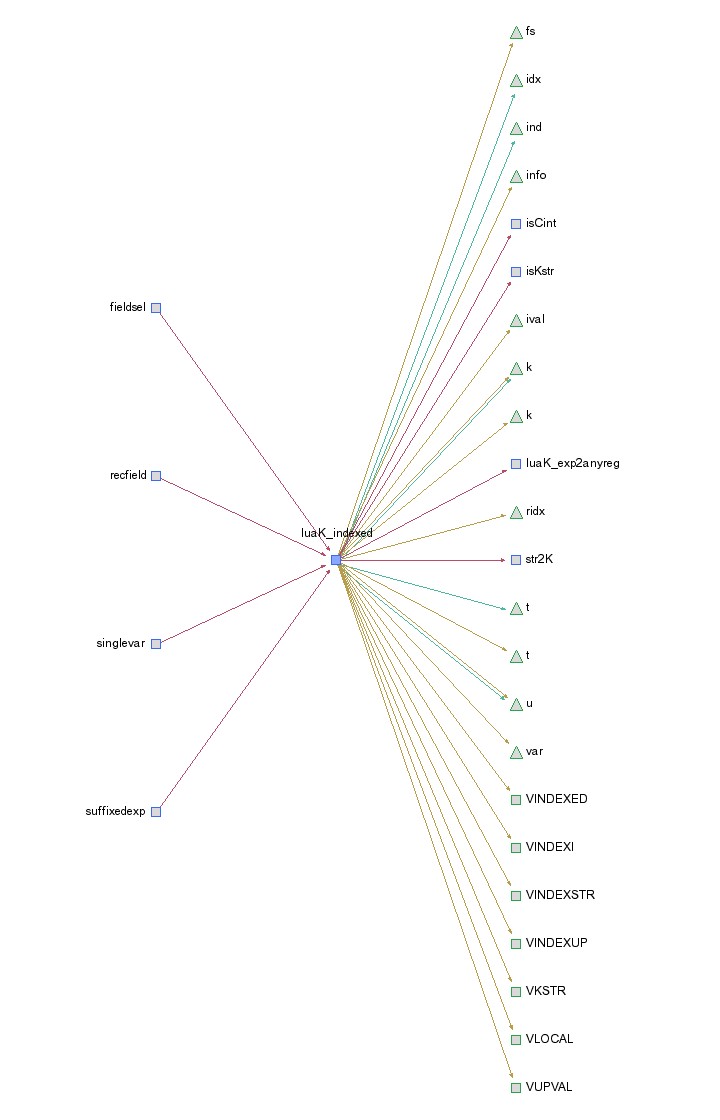 fs
idx
ind
info
isCint
isKstr
fieldsel
ival
k
k
luaK_exp2anyreg
recfield
ridx
luaK_indexed
str2K
t
singlevar
t
u
var
VINDEXED
suffixedexp
VINDEXI
VINDEXSTR
VINDEXUP
VKSTR
VLOCAL
VUPVAL